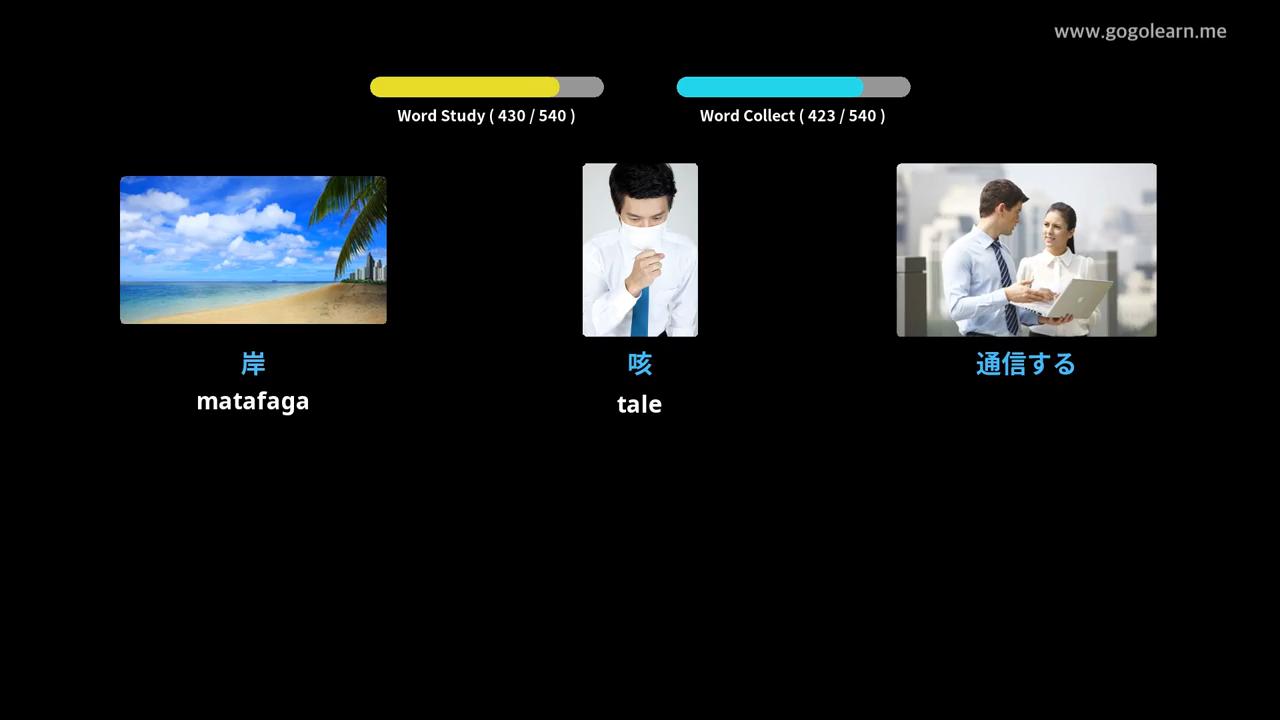 www.gogolearn.me
Word Study ( 430 / 540 )
Word Collect ( 423 / 540 )
岸
matafaga
咳
tale
通信する